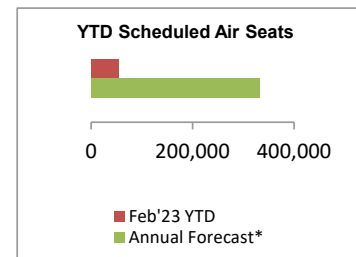 YTD Scheduled Air Seats
0 200,000 400,000
Feb'23 YTD
Annual Forecast*